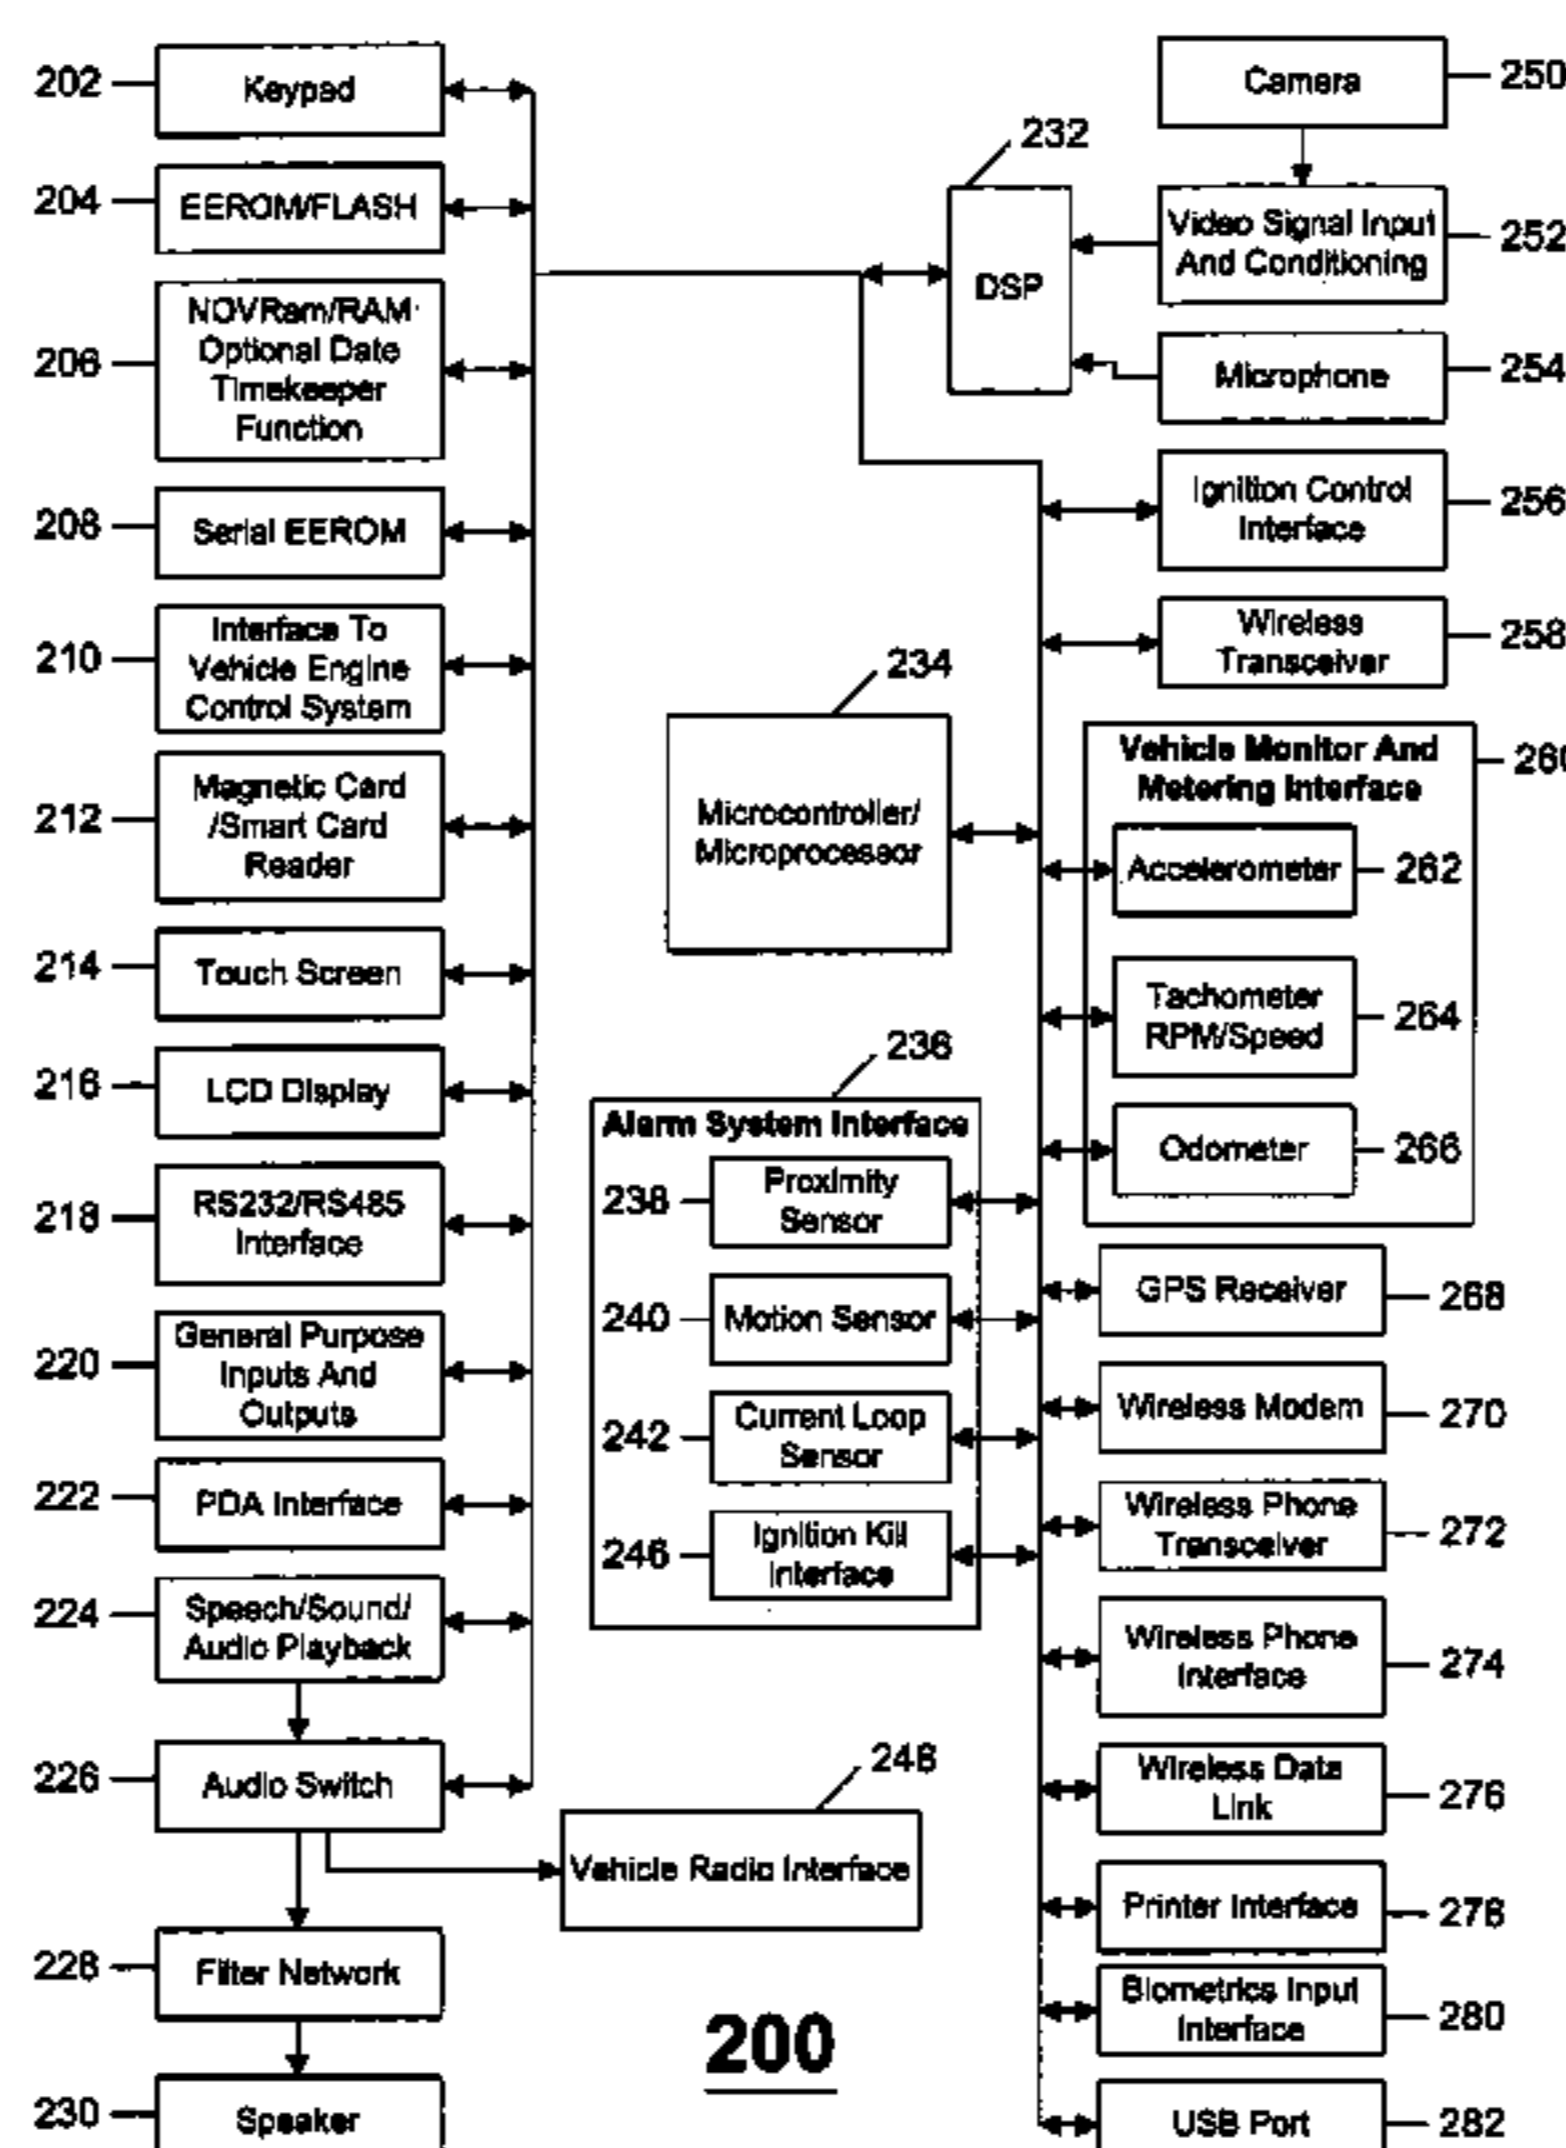 202
Keypad
204
EEROM/FLASH
206
NOVRam/RAM
Optional Date
Timekeeper
Function
208
Serial EEROM
210
Interface To
Vehicle Engine
Control System
212
Magnetic Card
/Smart Card
Reader
214
Touch Screen
216
LCD Display
218
RS232/RS485
Interface
220
General Purpose
Inputs And
Outputs
222
PDA Interface
224
Speech/Sound/
Audio Playback
226
Audio Switch
228
Filter Network
230
Speaker
232
DSP
234
Microcontroller/
Microprocessor
236
Alarm System Interface
238
Proximity
Sensor
240
Motion Sensor
242
Current Loop
Sensor
246
Ignition Kill
Interface
248
Vehicle Radio Interface
200
Camera
250
Video Signal Input
And Conditioning
252
Microphone
254
Ignition Control
Interface
256
Wireless
Transceiver
258
Vehicle Monitor And
Metering Interface
260
Accelerometer
262
Tachometer
RPM/Speed
264
Odometer
266
GPS Receiver
268
Wireless Modem
270
Wireless Phone
Transceiver
272
Wireless Phone
Interface
274
Wireless Data
Link
276
Printer Interface
278
Biometrics Input
Interface
280
USB Port
282